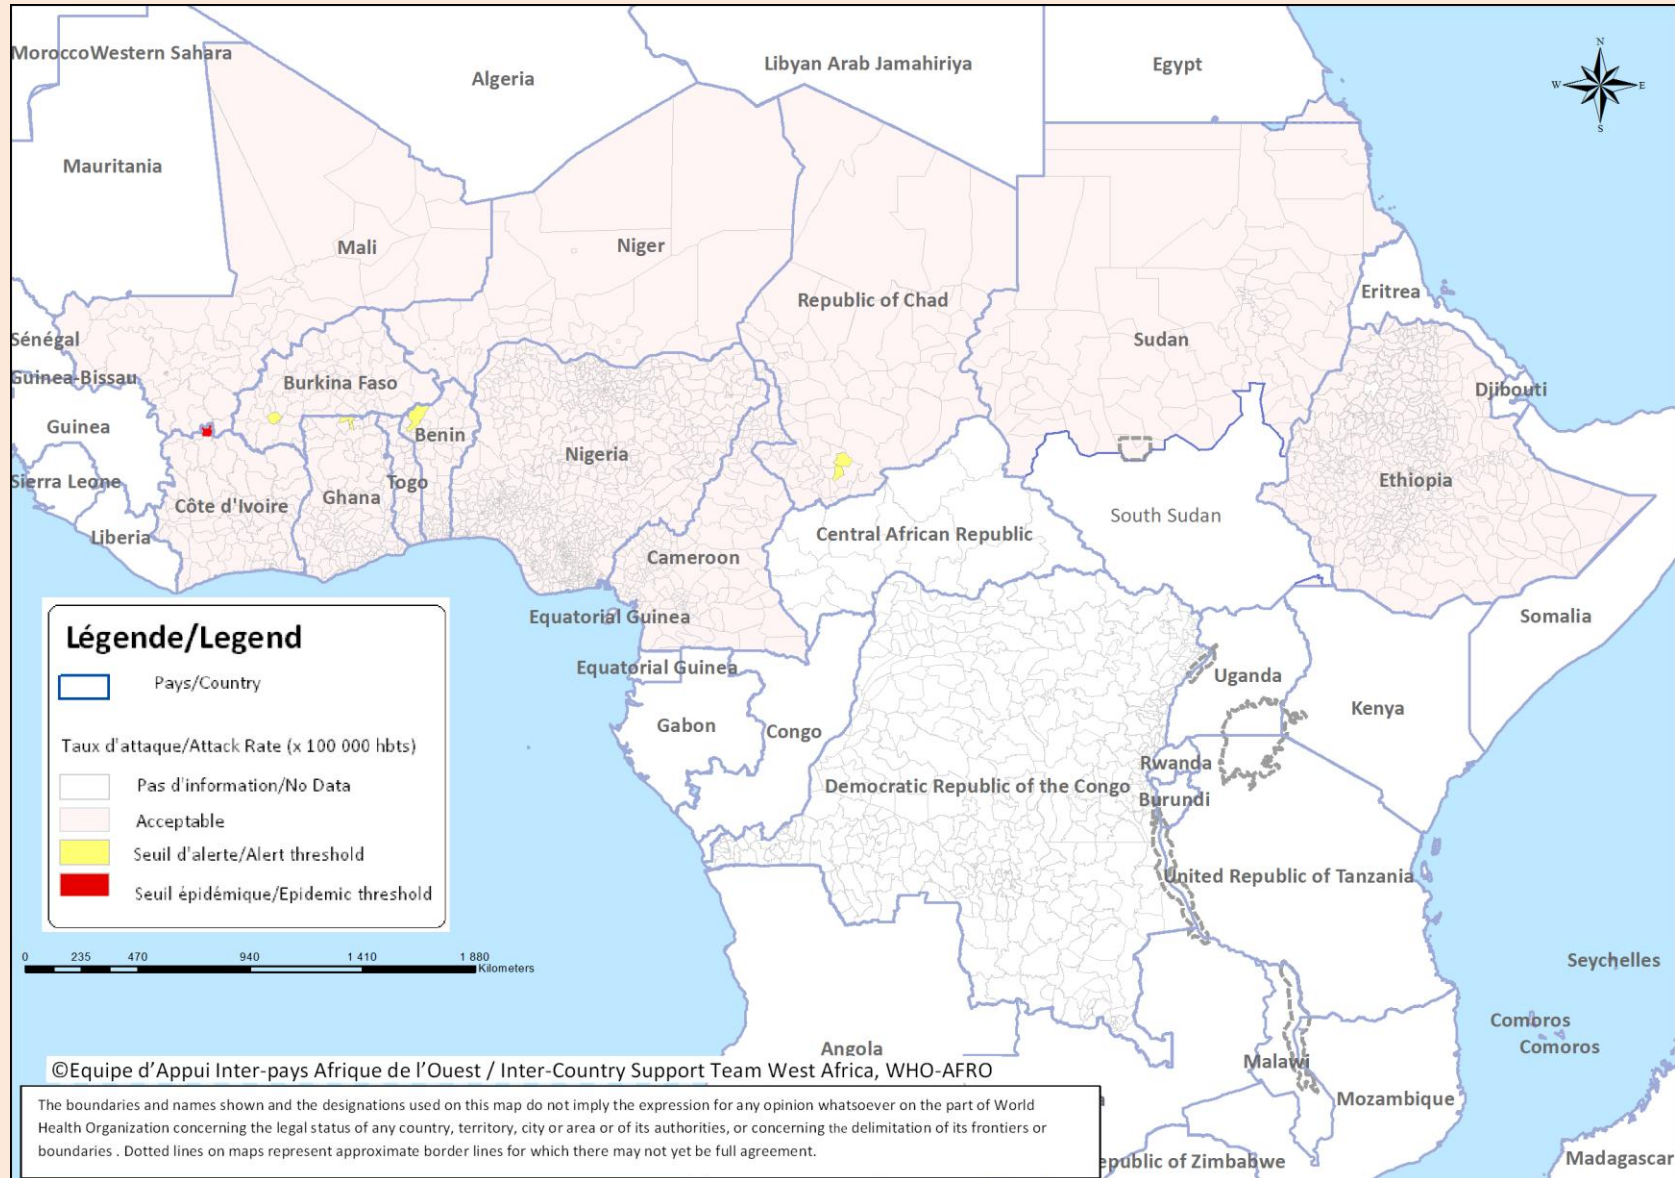 N
W
E
S
MoroccoWestern Sahara
Algeria
Libyan Arab Jamahiriya
Egypt
Mauritania
Mali
Niger
Republic of Chad
Eritrea
Sudan
Sénégal
Guinea-Bissau
Burkina Faso
Djibouti
Guinea
Benin
Nigeria
Sierra Leone
Togo
Ghana
Côte d'Ivoire
Ethiopia
South Sudan
Liberia
Central African Republic
Cameroon
Equatorial Guinea
Somalia
Equatorial Guinea
Uganda
Gabon
Congo
Kenya
Rwanda
Democratic Republic of the Congo
Burundi
United Republic of Tanzania
Seychelles
Comoros
Comoros
Angola
Malawi
Mozambique
epublic of Zimbabwe
Madagascar
Légende/Legend
Pays/Country
Taux d'attaque/Attack Rate (x 100 000 hbts)
Pas d'information/No Data
Acceptable
Seuil d'alerte/Alert threshold
Seuil épidémique/Epidemic threshold
0 235 470 940 1 410 1 880
Kilometers
©Equipe d'Appui Inter-pays Afrique de l'Ouest / Inter-Country Support Team West Africa, WHO-AFRO
The boundaries and names shown and the designations used on this map do not imply the expression for any opinion whatsoever on the part of World
Health Organization concerning the legal status of any country, territory, city or area or of its authorities, or concerning the delimitation of its frontiers or
boundaries . Dotted lines on maps represent approximate border lines for which there may not yet be full agreement.